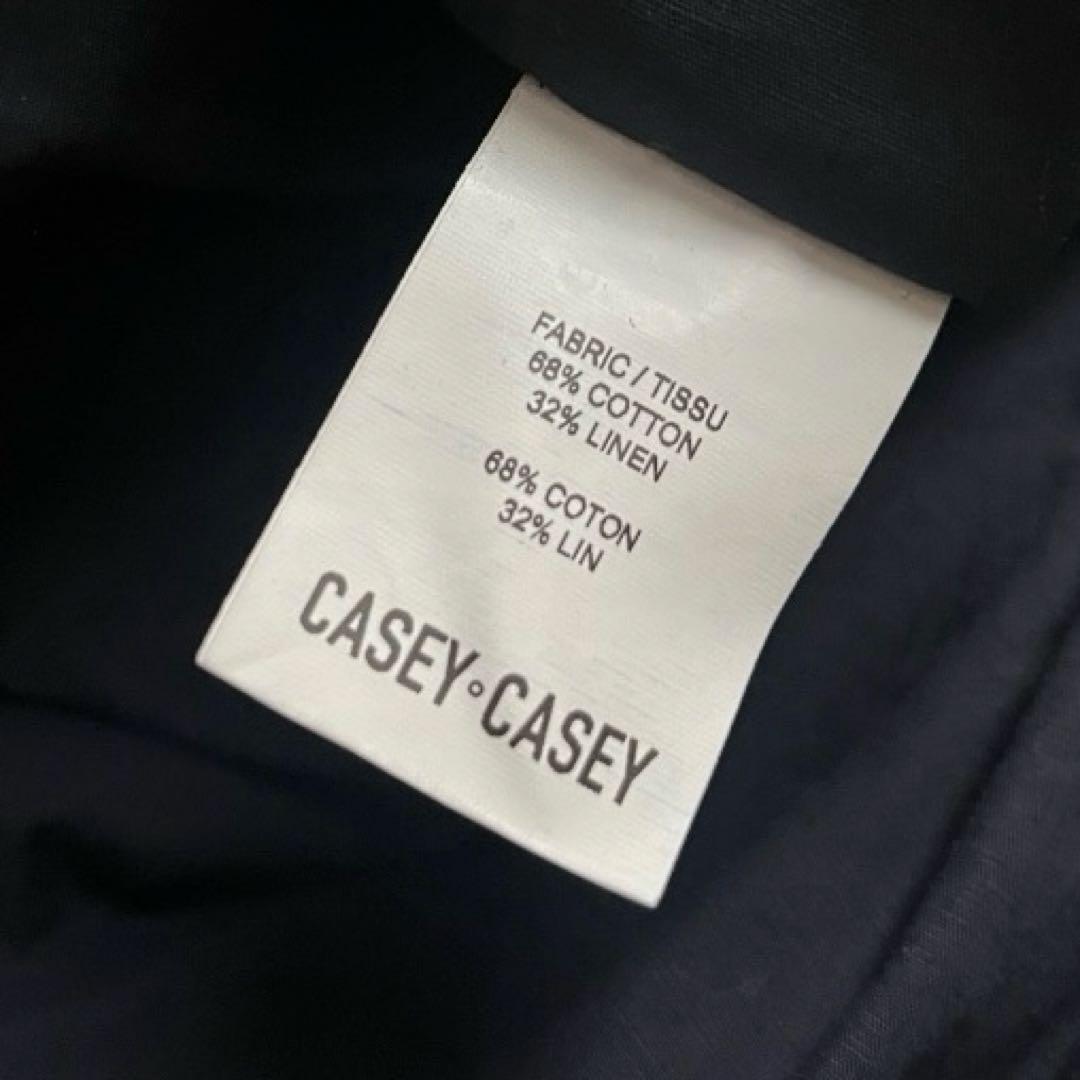 FABRIC / TISSU
68% COTTON
32% LINEN
68% COTON
32% LIN
CASEY°CASEY